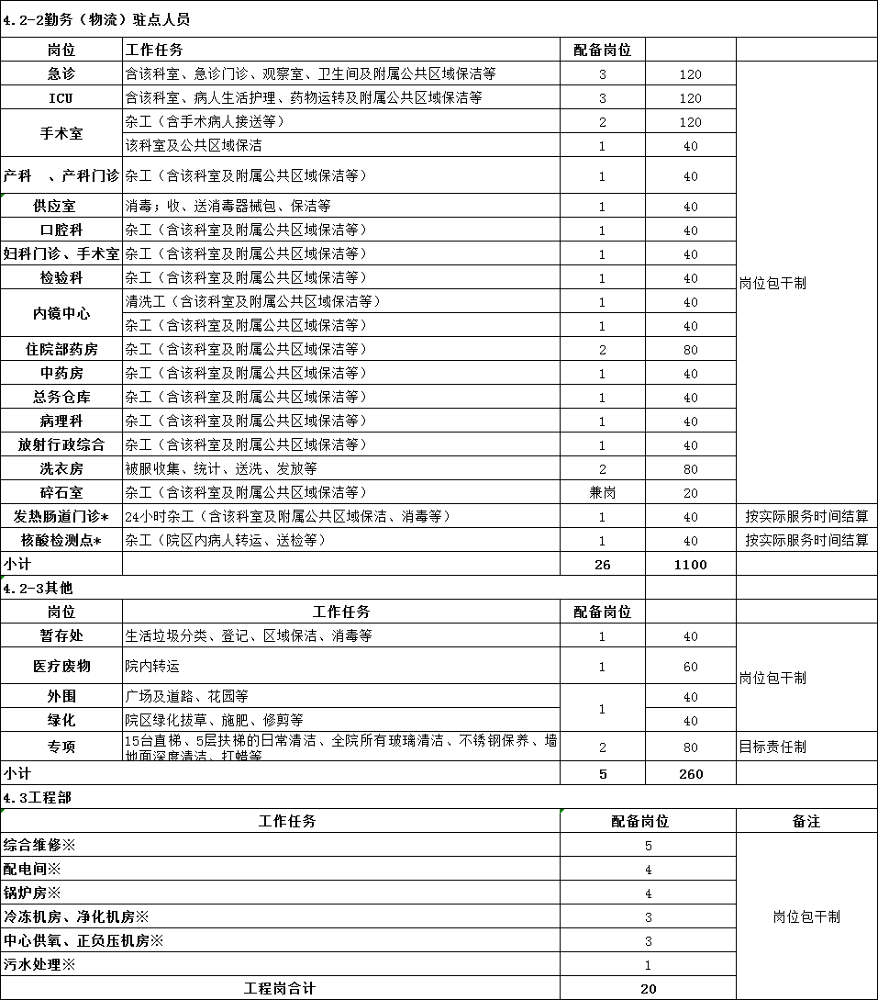 4.2-2勤务（物流）驻点人员
岗位 工作任务 配备岗位
急诊 含该科室、急诊门诊、观察室、卫生间及附属公共区域保洁等 3 120
ICU 含该科室、病人生活护理、药物运转及附属公共区域保洁等 3 120
手术室 杂工（含手术病人接送等） 2 120
该科室及公共区域保洁 1 40
产科 、产科门诊 杂工（含该科室及附属公共区域保洁等） 1 40
供应室 消毒；收、送消毒器械包、保洁等 1 40
口腔科 杂工（含该科室及附属公共区域保洁等） 1 40
妇科门诊、手术室 杂工（含该科室及附属公共区域保洁等） 1 40
检验科 杂工（含该科室及附属公共区域保洁等） 1 40
岗位包干制
内镜中心 清洗工（含该科室及附属公共区域保洁等） 1 40
杂工（含该科室及附属公共区域保洁等） 1 40
住院部药房 杂工（含该科室及附属公共区域保洁等） 2 80
中药房 杂工（含该科室及附属公共区域保洁等） 1 40
总务仓库 杂工（含该科室及附属公共区域保洁等） 1 40
病理科 杂工（含该科室及附属公共区域保洁等） 1 40
放射行政综合 杂工（含该科室及附属公共区域保洁等） 1 40
洗衣房 被服收集、统计、送洗、发放等 2 80
碎石室 杂工（含该科室及附属公共区域保洁等） 兼岗 20
发热肠道门诊* 24小时杂工（含该科室及附属公共区域保洁、消毒等） 1 40 按实际服务时间结算
核酸检测点* 杂工（院区内病人转运、送检等） 1 40 按实际服务时间结算
小计 26 1100
4.2-3其他
岗位 工作任务 配备岗位
暂存处 生活垃圾分类、登记、区域保洁、消毒等 1 40
医疗废物 院内转运 1 60
岗位包干制
外围 广场及道路、花园等 1 40
绿化 院区绿化拔草、施肥、修剪等 40
专项 15台直梯、5层扶梯的日常清洁、全院所有玻璃清洁、不锈钢保养、墙
地面深度清洁、打蜡等 2 80 目标责任制
小计 5 260
4.3工程部
工作任务 配备岗位 备注
综合维修※ 5
配电间※ 4
锅炉房※ 4
冷冻机房、净化机房※ 3 岗位包干制
中心供氧、正负压机房※ 3
污水处理※ 1
工程岗合计 20